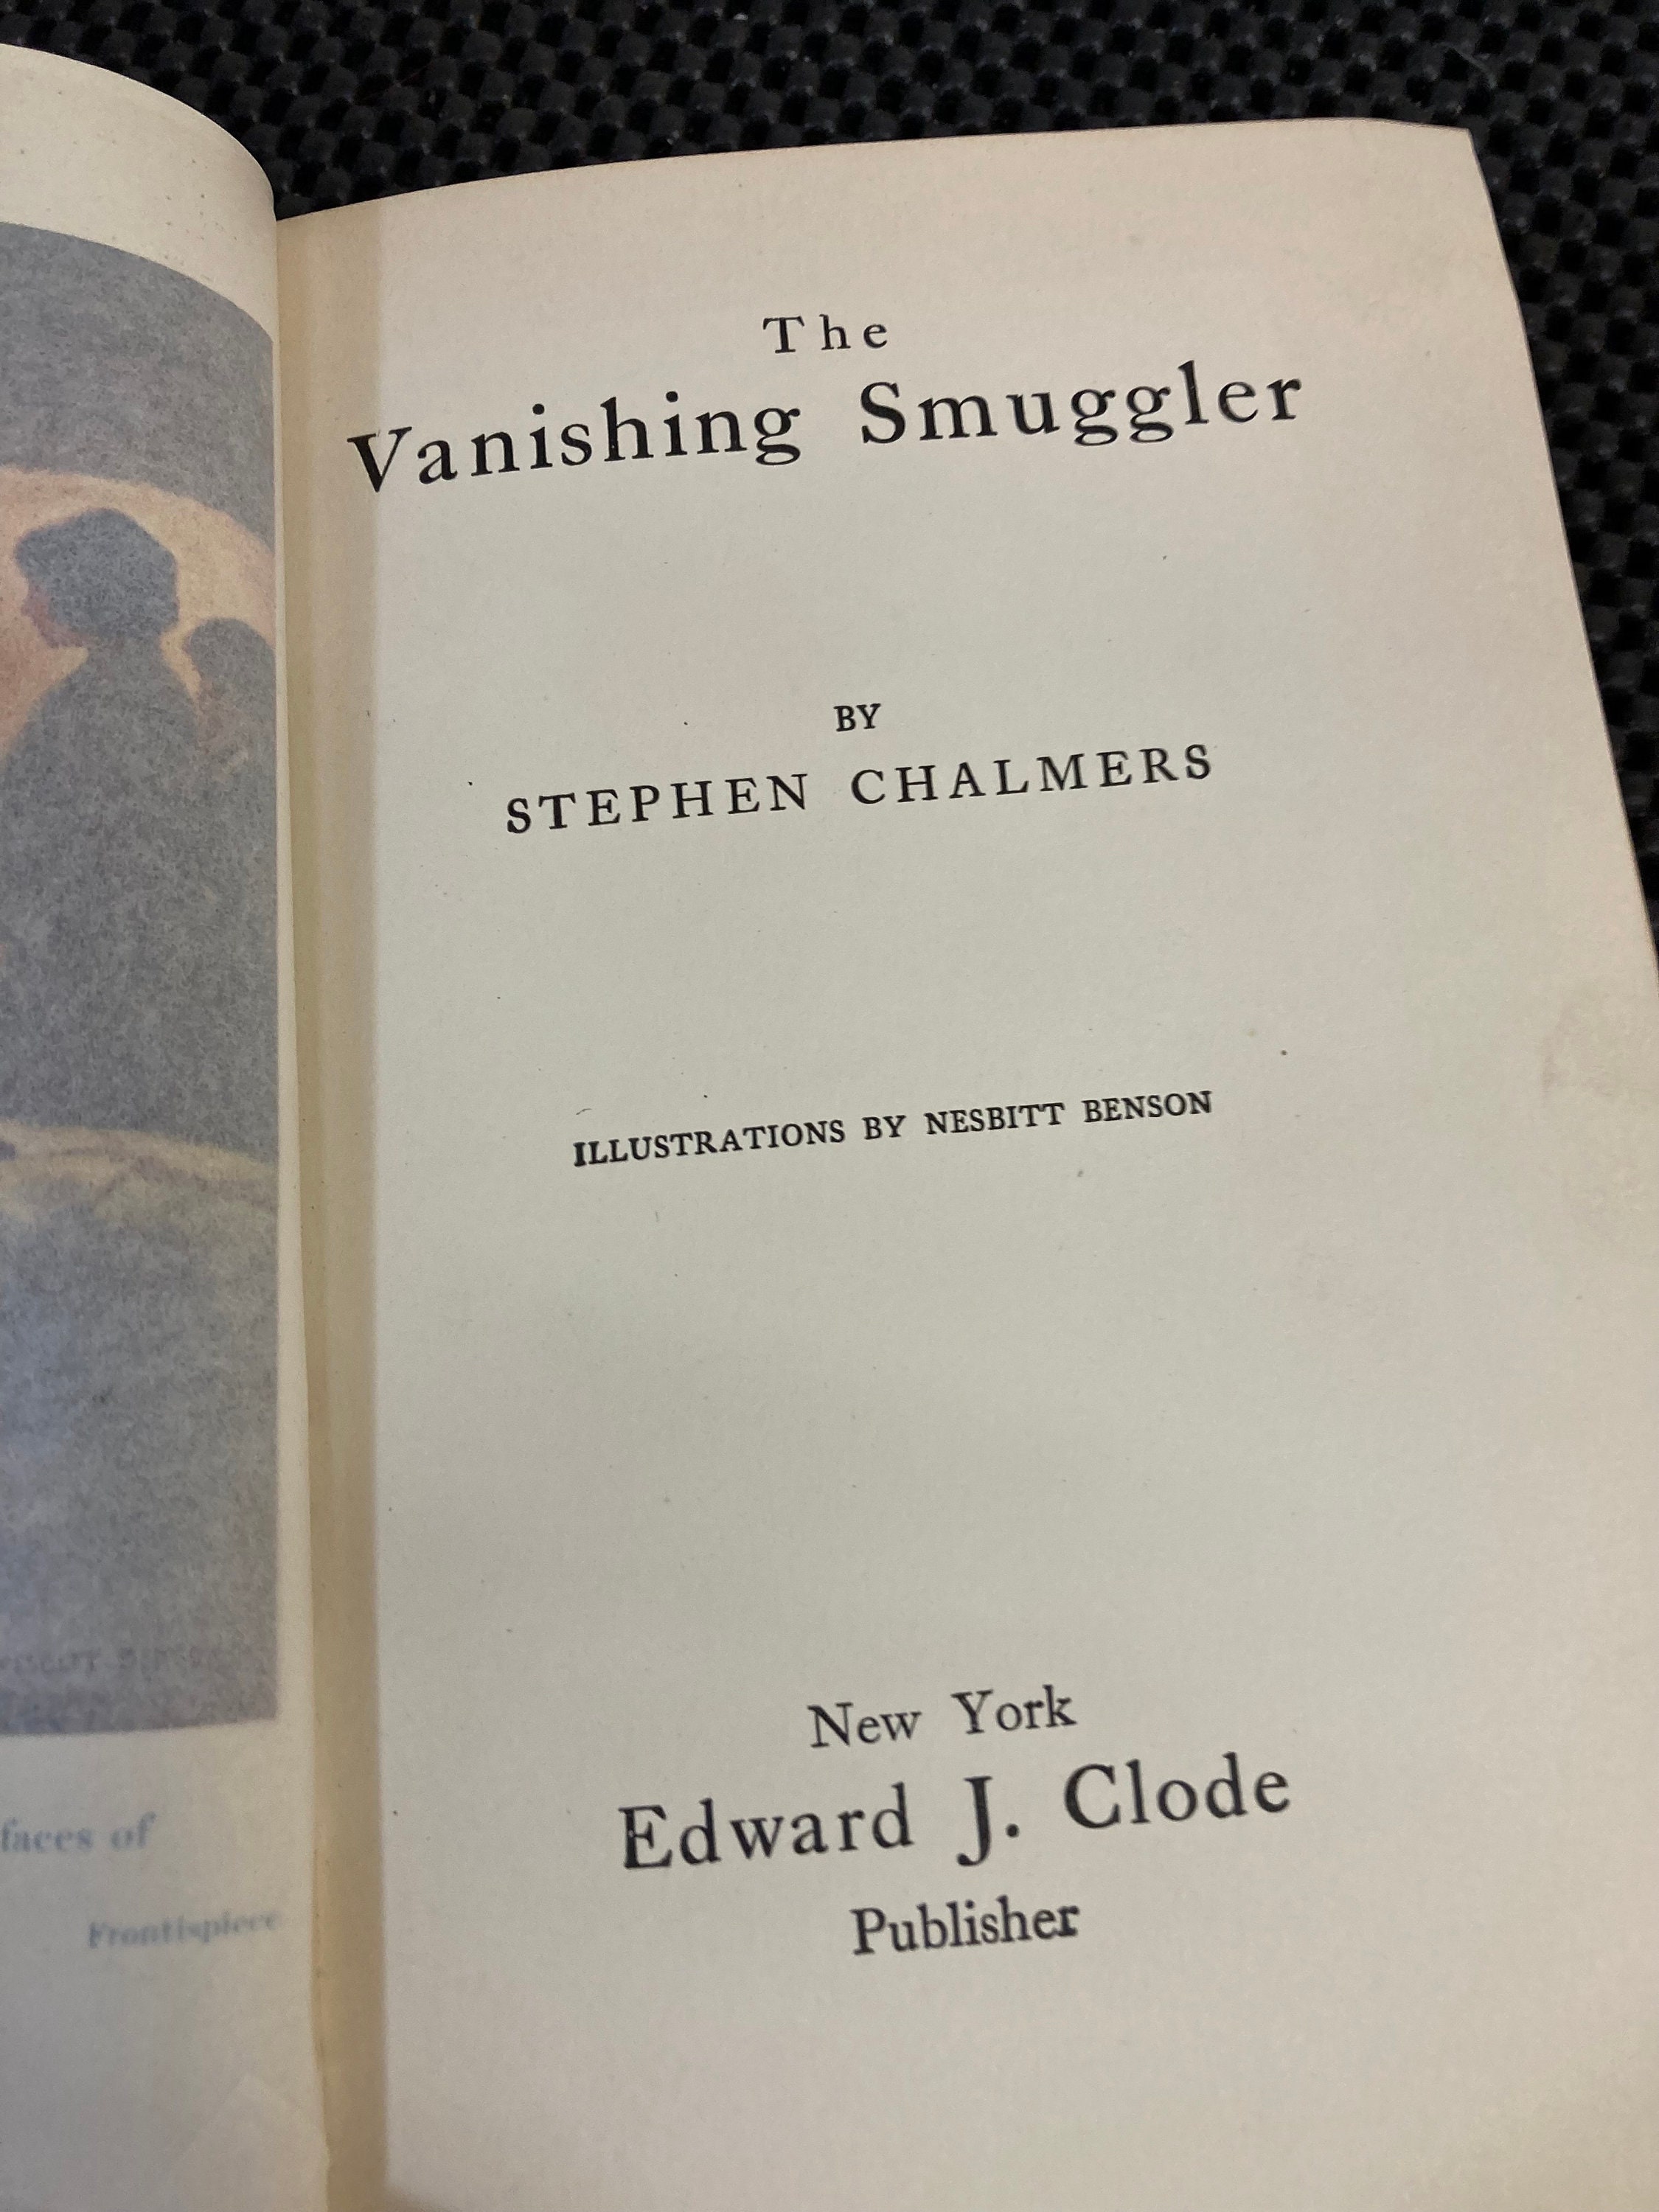 The
Vanishing Smuggler
BY
STEPHEN CHALMERS
ILLUSTRATIONS BY NESBITT BENSON
New York
Edward J. Clode
Publisher
faces of
Frontispiece